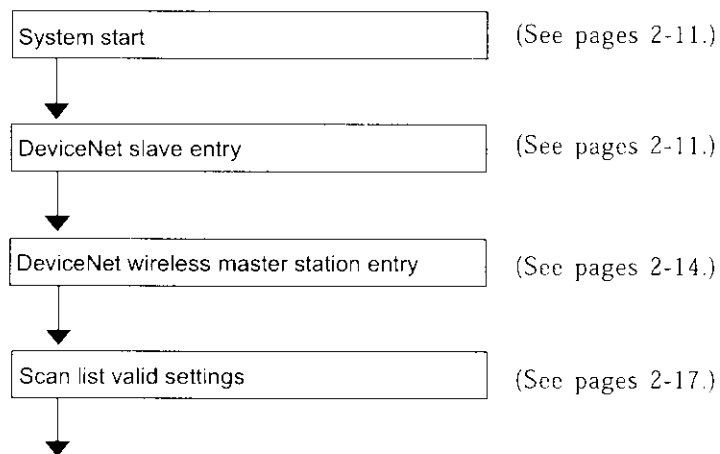 System start (See pages 2-11.)
DeviceNet slave entry (See pages 2-11.)
DeviceNet wireless master station entry (See pages 2-14.)
Scan list valid settings (See pages 2-17.)